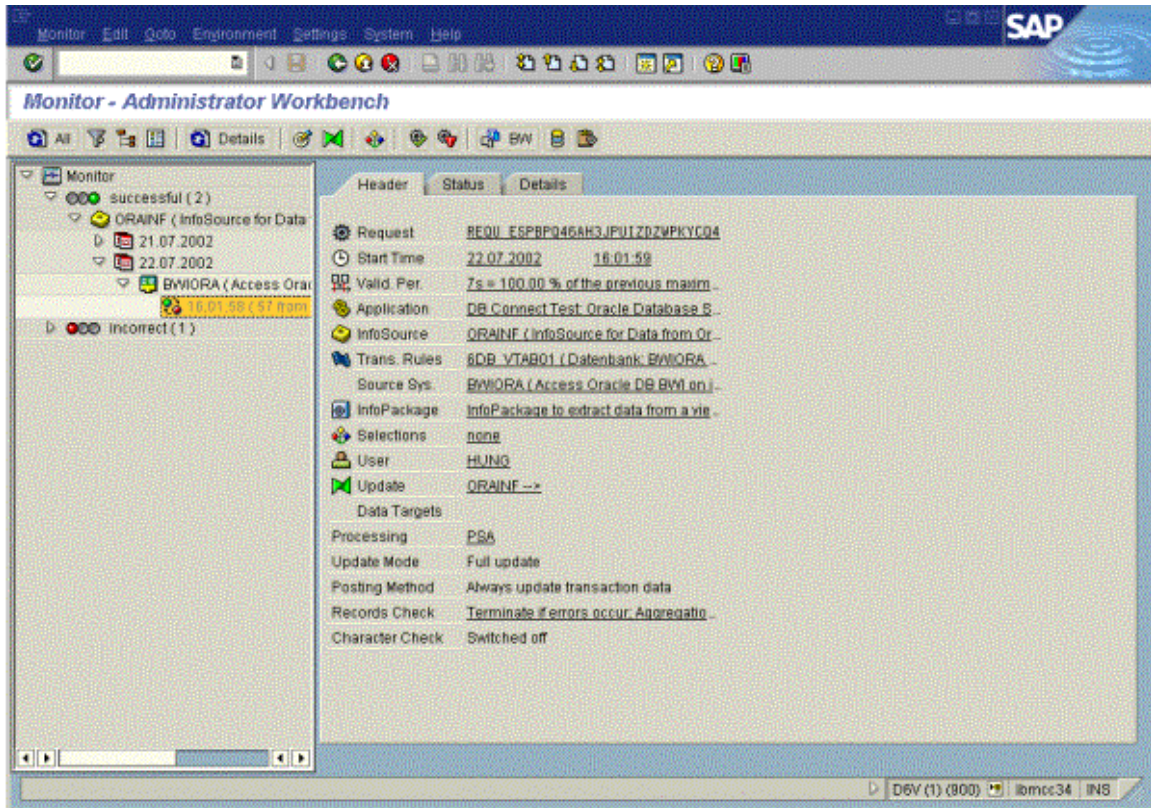 Monitor Edit Goto Environment Settings System Help
SAP
Monitor - Administrator Workbench
All Details BW
Monitor
successful ( 2 )
ORAINF ( InfoSource for Data
21.07.2002
22.07.2002
BWIORA ( Access Orac
16.01.58 ( 57 from
incorrect ( 1 )
Header Status Details
Request
Start Time 22.07.2002 16:01:59
Valid. Per. 7s = 100.00 % of the previous maxim...
Application DB Connect Test: Oracle Database S...
InfoSource ORAINF ( InfoSource for Data from Or...
Trans. Rules 6DB_VTAB01 ( Datenbank: BWIORA...
Source Sys. BWIORA ( Access Oracle DB BWI on i...
InfoPackage InfoPackage to extract data from a vie...
Selections none
User HUNG
Update ORAINF -->
Data Targets
Processing PSA
Update Mode Full update
Posting Method Always update transaction data
Records Check Terminate if errors occur; Aggregatio...
Character Check Switched off
D6V (1) (900) ibmcc34 INS